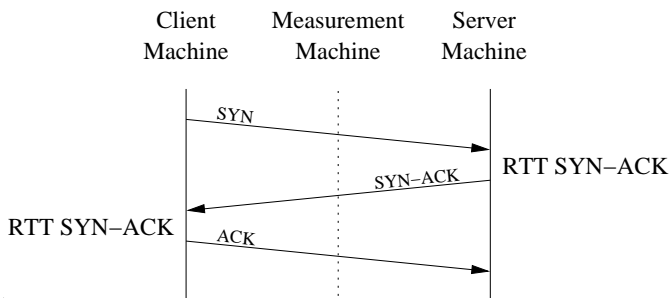 Client Machine
Measurement Machine
Server Machine
SYN
RTT SYN–ACK
SYN–ACK
RTT SYN–ACK
ACK